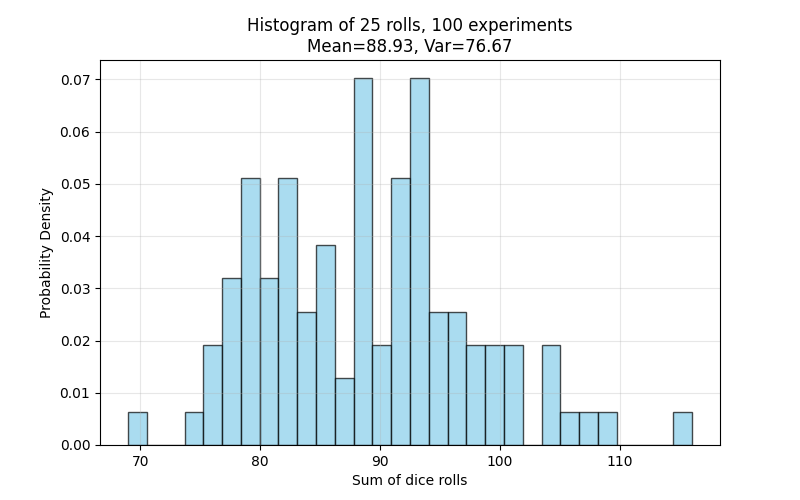 Histogram of 25 rolls, 100 experiments
Mean=88.93, Var=76.67
Probability Density
0.07
0.06
0.05
0.04
0.03
0.02
0.01
0.00
70 80 90 100 110
Sum of dice rolls